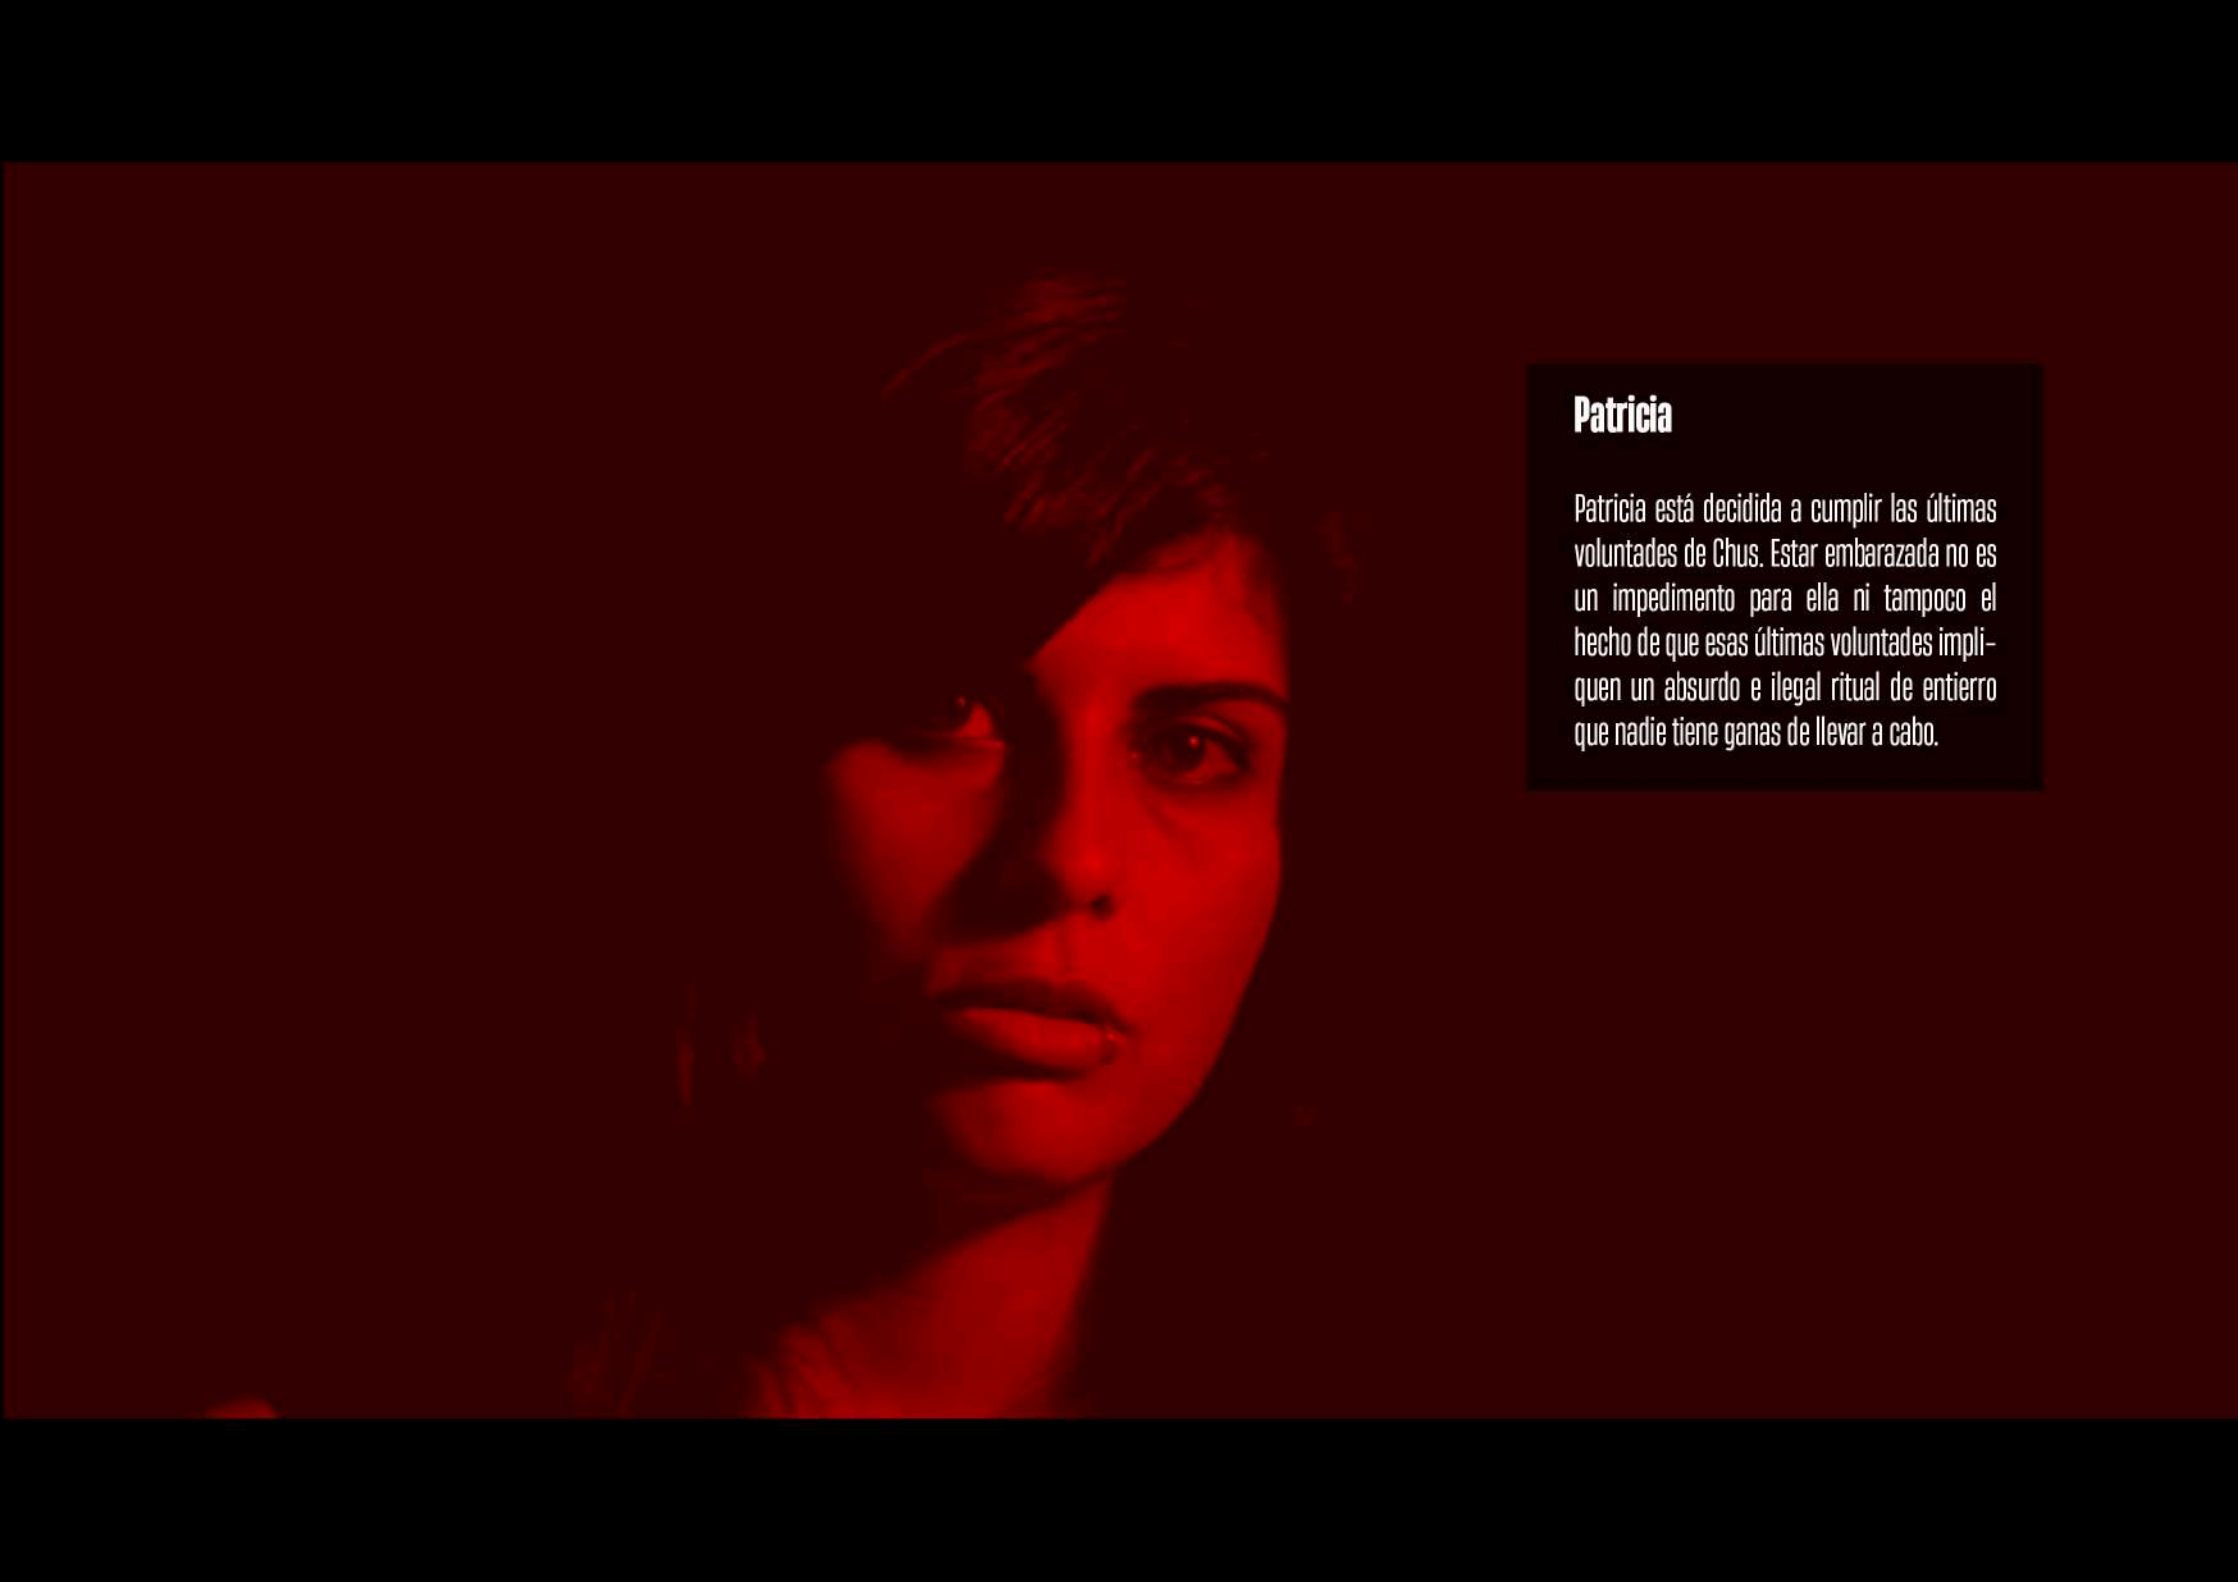 Patricia
Patricia está decidida a cumplir las últimas
voluntades de Chus. Estar embarazada no es
un impedimento para ella ni tampoco el
hecho de que esas últimas voluntades impli-
quen un absurdo e ilegal ritual de entierro
que nadie tiene ganas de llevar a cabo.